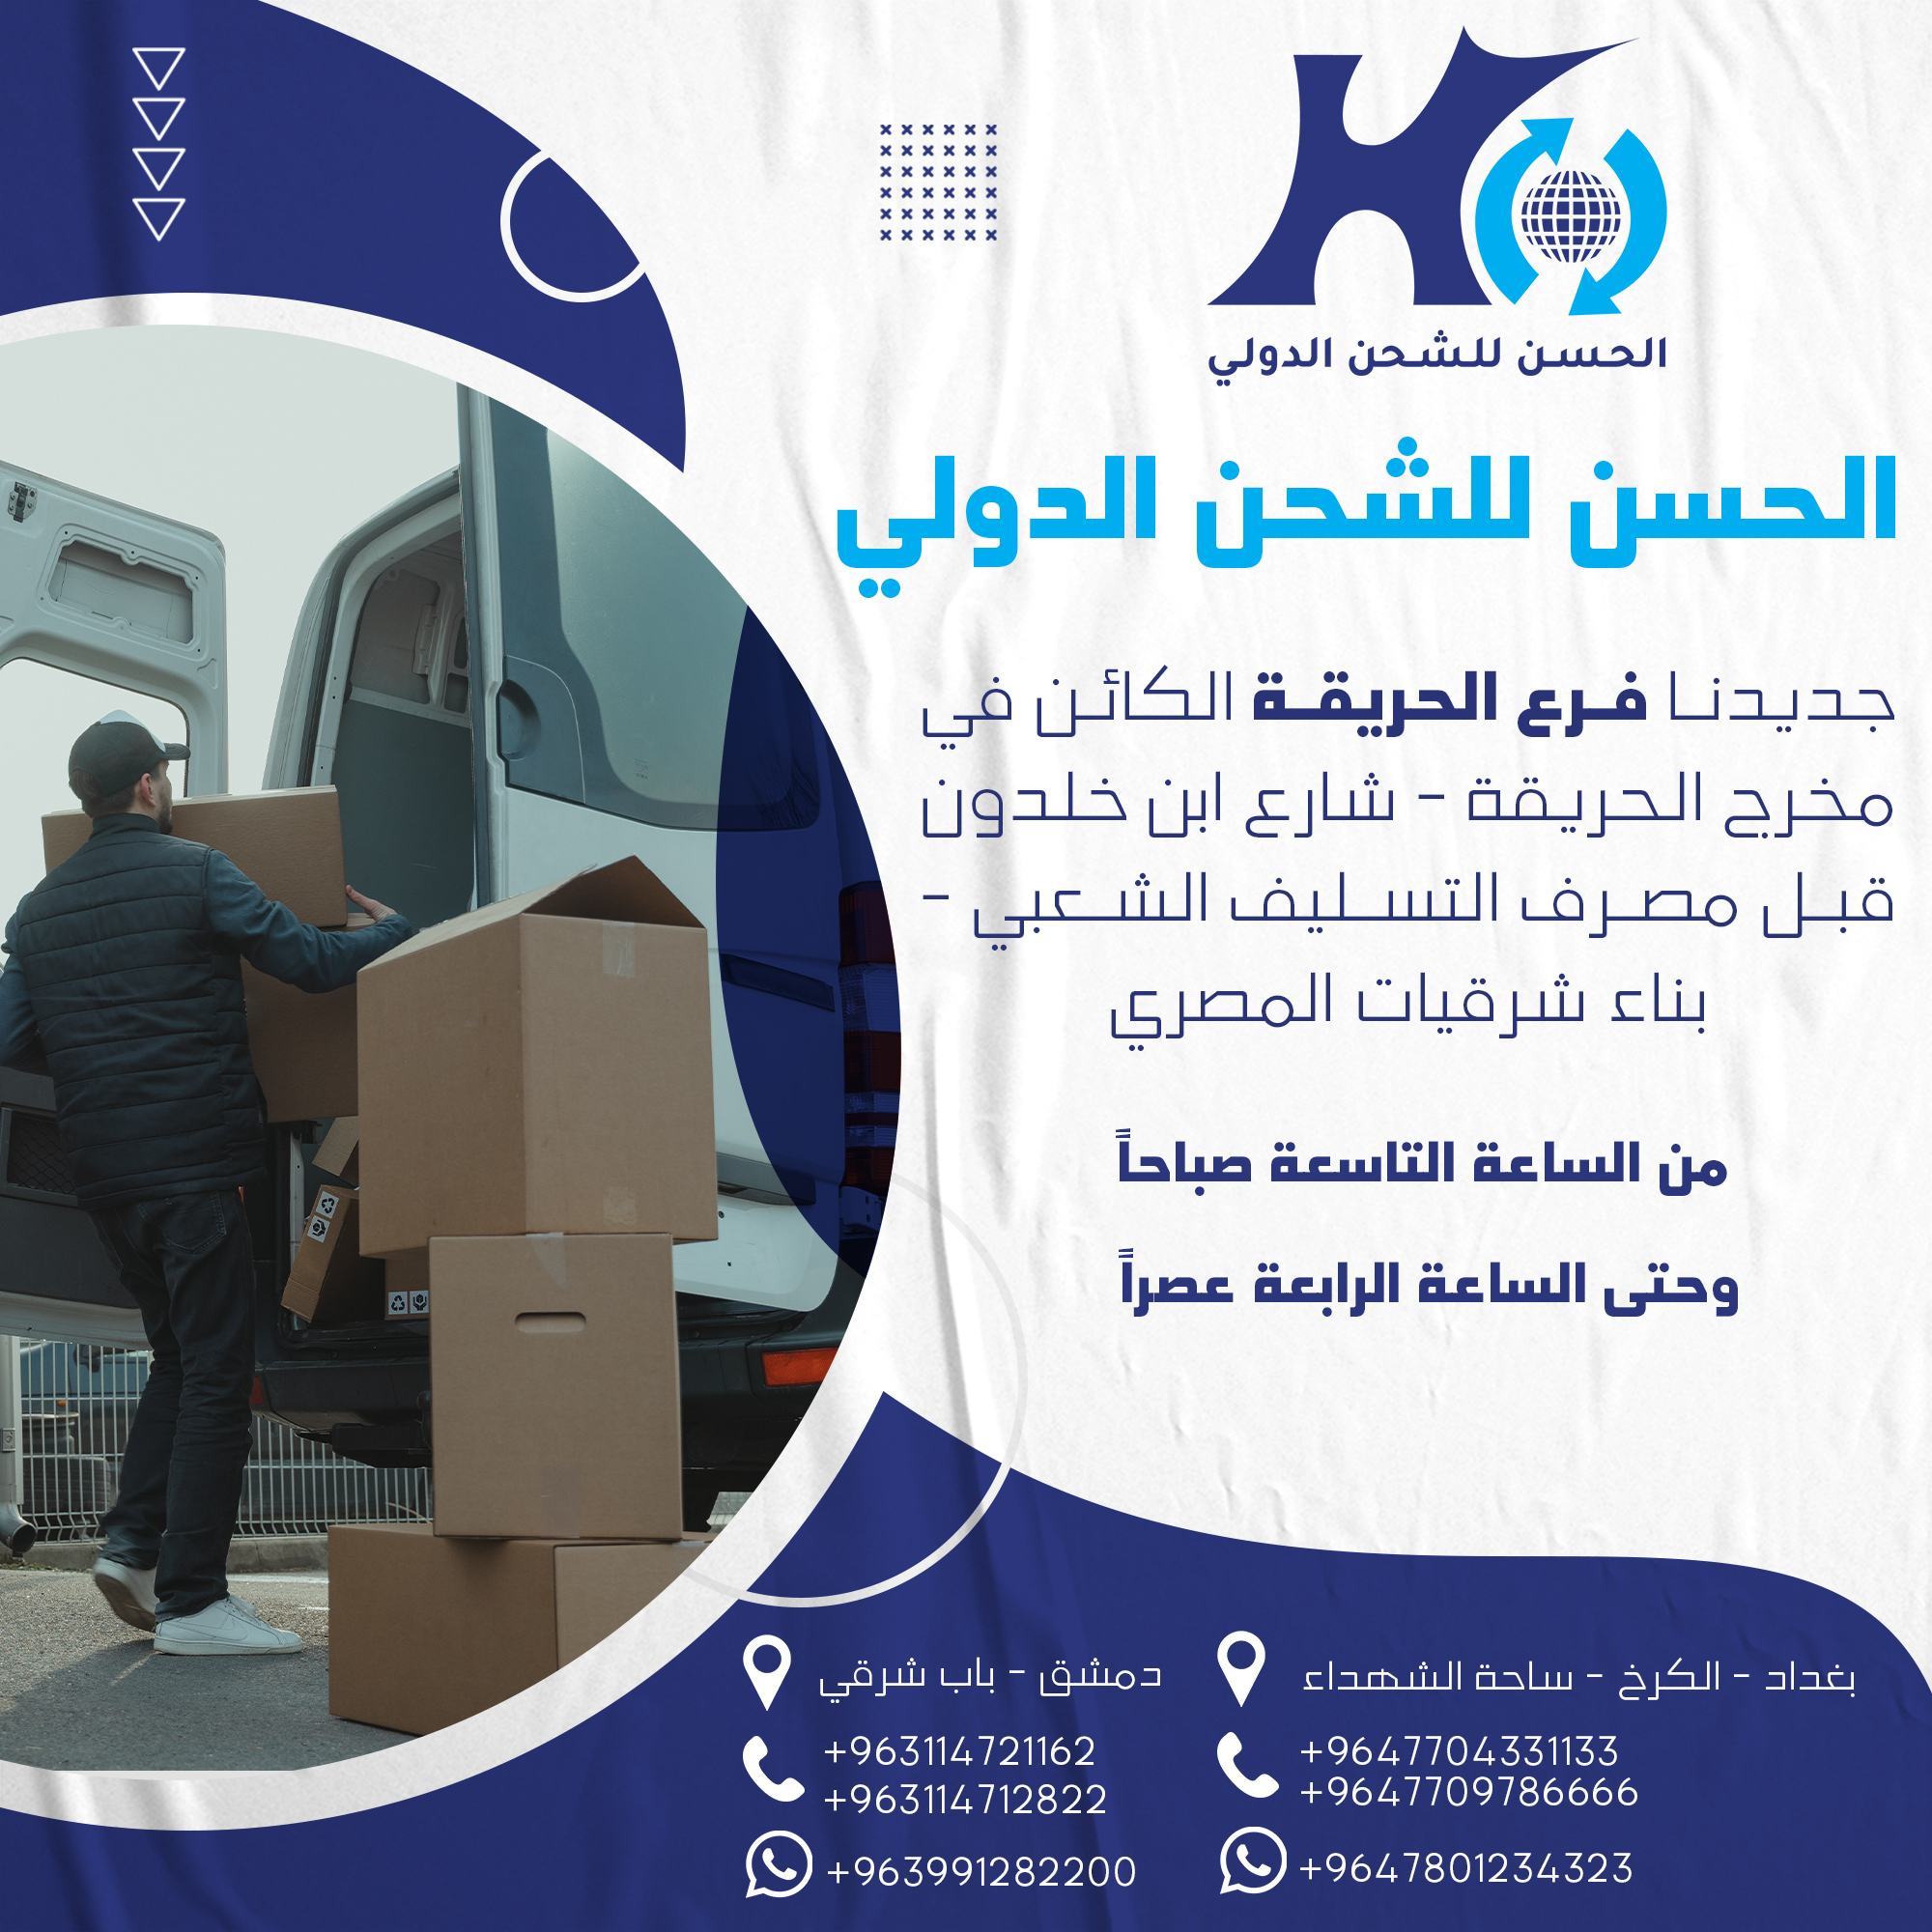 الحسن للشحن الدولي
الحسن للشحن الدولي
جديدنا فرع الحريقة الكائن في
مخرج الحريقة - شارع ابن خلدون
قبل مصرف التسليف الشعبي -
بناء شرقيات المصري
من الساعة التاسعة صباحاً
وحتى الساعة الرابعة عصراً
بغداد - الكرخ - ساحة الشهداء
+9647704331133
+9647709786666
+9647801234323
دمشق - باب شرقي
+963114721162
+963114712822
+963991282200